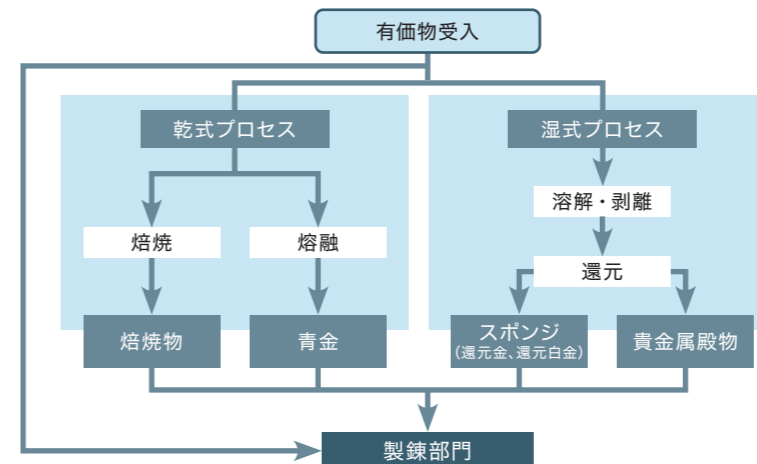 有価物受入
乾式プロセス
湿式プロセス
溶解・剥離
焙焼
熔融
還元
焙焼物
青金
スポンジ
（還元金、還元白金）
貴金属殿物
製錬部門